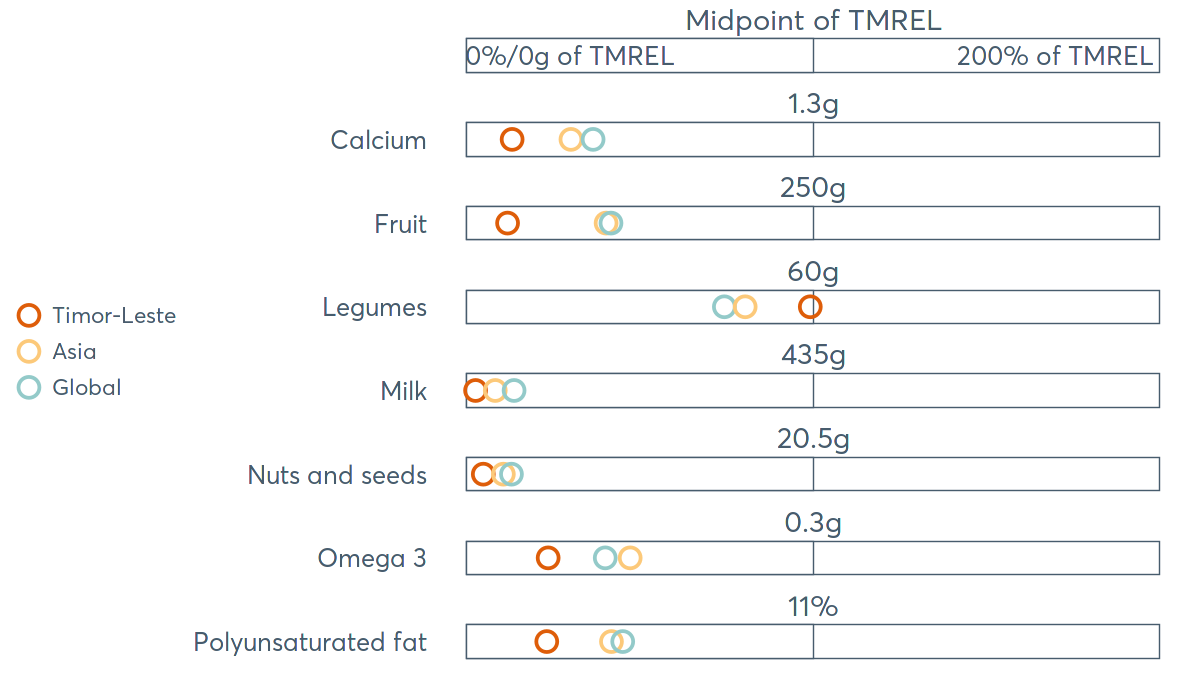 Midpoint of TMREL
0%/0g of TMREL
200% of TMREL
1.3g
Calcium
250g
Fruit
60g
Legumes
Timor-Leste
Asia
Global
435g
Milk
20.5g
Nuts and seeds
0.3g
Omega 3
11%
Polyunsaturated fat